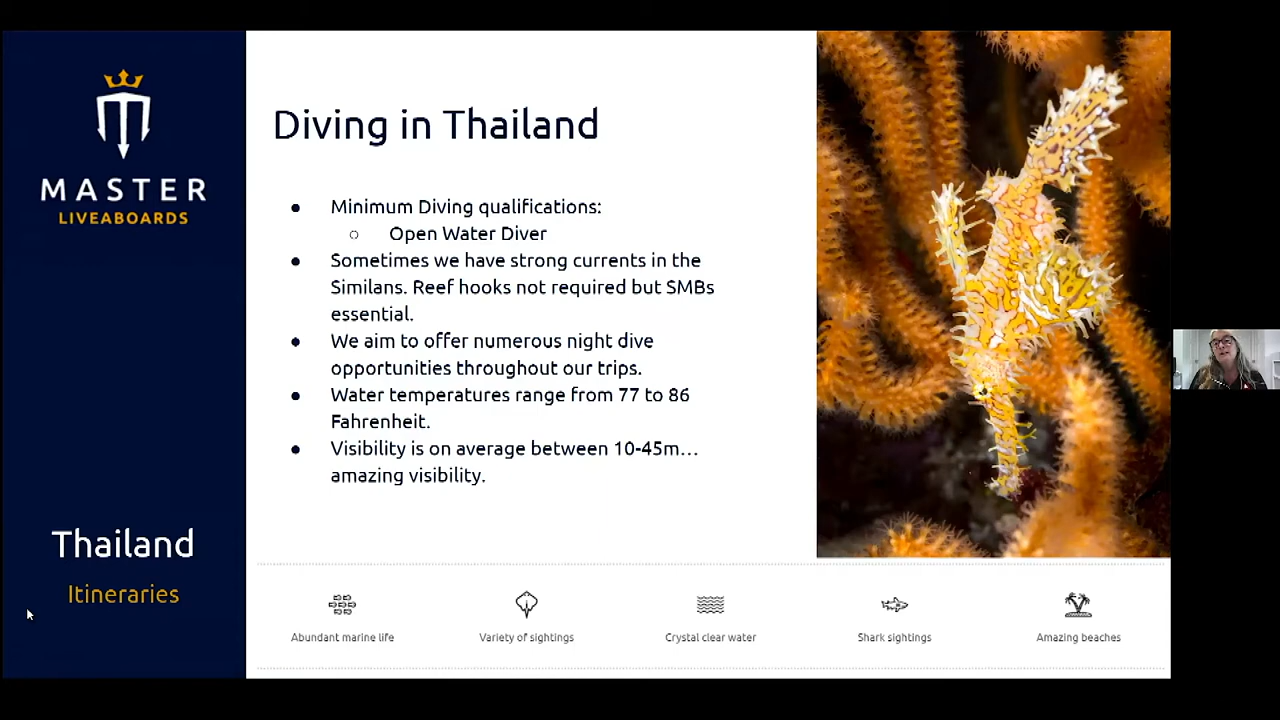 MASTER
LIVEABOARDS
Thailand
Itineraries
Diving in Thailand
Minimum Diving qualifications:
Open Water Diver
Sometimes we have strong currents in the
Similans. Reef hooks not required but SMBs
essential.
We aim to offer numerous night dive
opportunities throughout our trips.
Water temperatures range from 77 to 86
Fahrenheit.
Visibility is on average between 10-45m…
amazing visibility.
Abundant marine life
Variety of sightings
Crystal clear water
Shark sightings
Amazing beaches